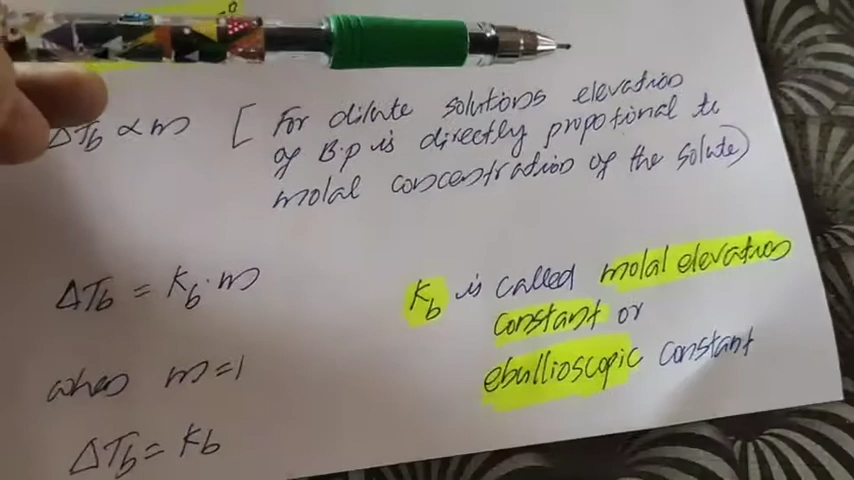 ΔTb ∝ m [For dilute solutions elevation
of B.p is directly proportional to
molal concentration of the solute)
ΔTb = Kb·m
Kb is called molal elevation
constant or
ebullioscopic constant
when m=1
ΔTb = Kb